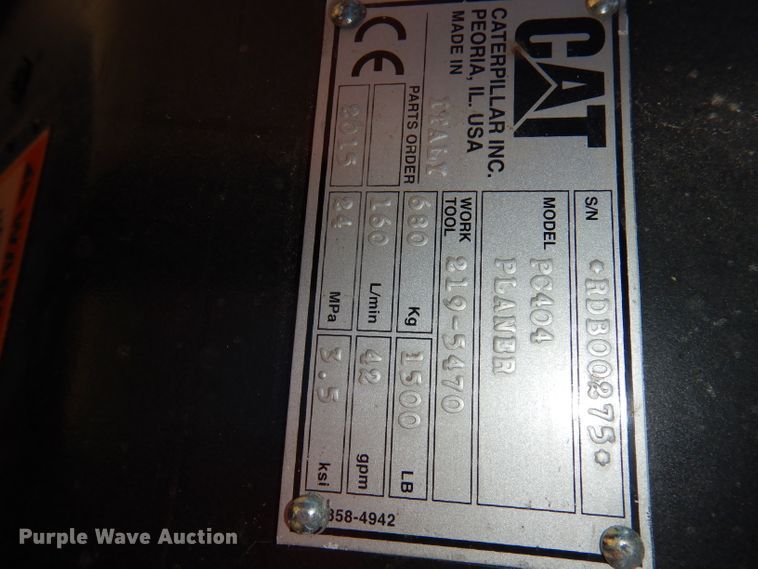 CAT
CATERPILLAR INC.
PEORIA, IL. USA
MADE IN
ITALY
S/N *RDE00275*
MODEL PC404
PLANER
WORK TOOL 219-5470
PARTS ORDER
680 Kg 1500 LB
160 L/min 42 gpm
2015 24 MPa 3.5 ksi
CE
358-4942
Purple Wave Auction